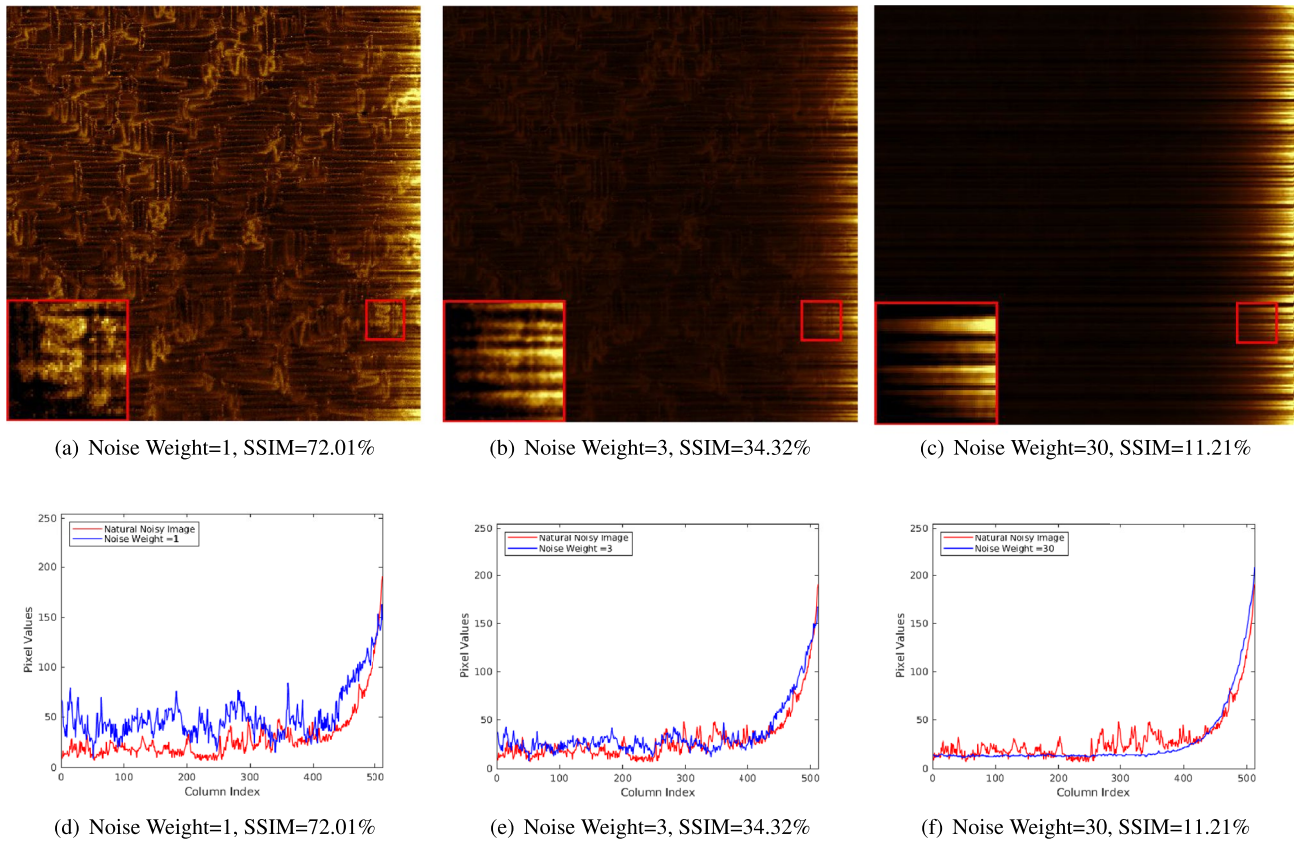 (a) Noise Weight=1, SSIM=72.01%
(b) Noise Weight=3, SSIM=34.32%
(c) Noise Weight=30, SSIM=11.21%
250
200
150
100
50
0
Pixel Values
Natural Noisy Image
Noise Weight =1
0 100 200 300 400 500
Column Index
250
200
150
100
50
0
Pixel Values
Natural Noisy Image
Noise Weight =3
0 100 200 300 400 500
Column Index
250
200
150
100
50
0
Pixel Values
Natural Noisy Image
Noise Weight =30
0 100 200 300 400 500
Column Index
(d) Noise Weight=1, SSIM=72.01%
(e) Noise Weight=3, SSIM=34.32%
(f) Noise Weight=30, SSIM=11.21%